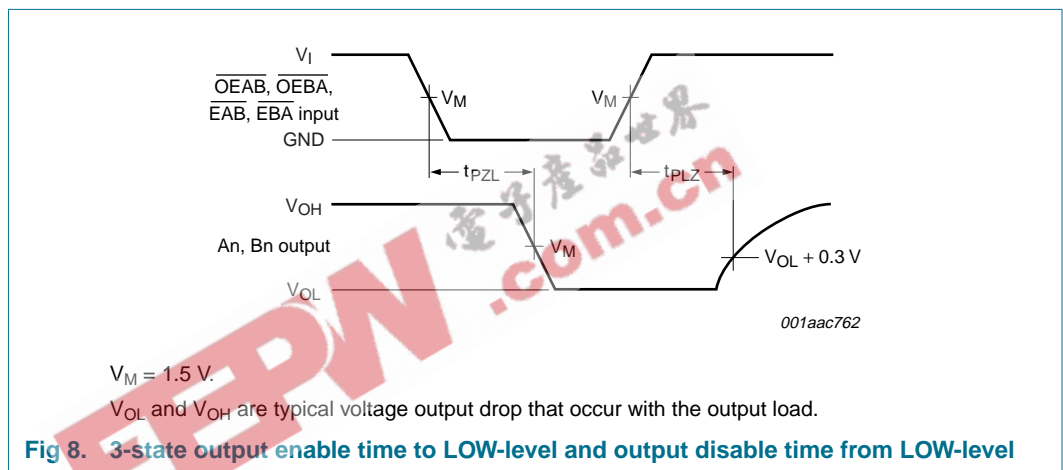 VI
OEAB, OEBA,
EAB, EBA input
GND
VM
VM
tPZL
tPLZ
VOH
An, Bn output
VOL
VM
VOL + 0.3 V
001aac762
電子產品世界
.com.cn
EEPW
VM = 1.5 V.
VOL and VOH are typical voltage output drop that occur with the output load.
Fig 8. 3-state output enable time to LOW-level and output disable time from LOW-level